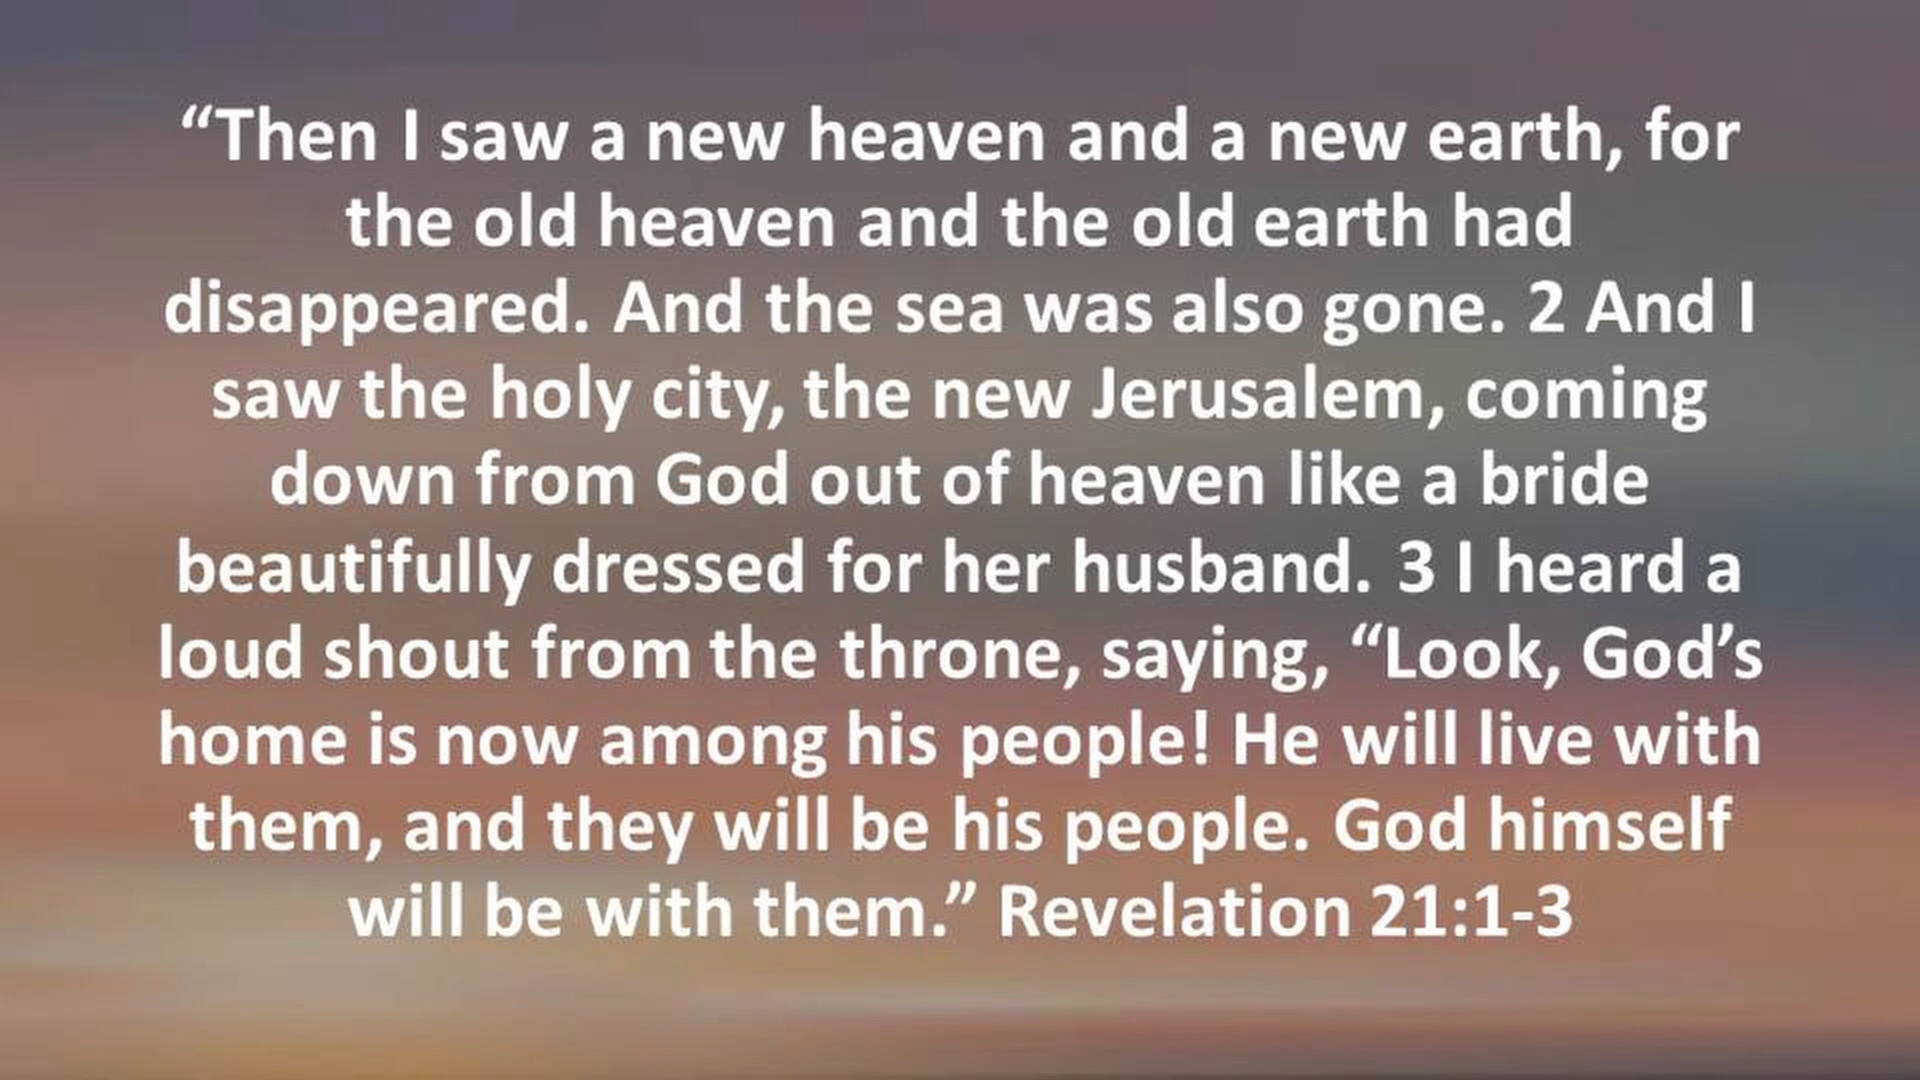 “Then I saw a new heaven and a new earth, for
the old heaven and the old earth had
disappeared. And the sea was also gone. 2 And I
saw the holy city, the new Jerusalem, coming
down from God out of heaven like a bride
beautifully dressed for her husband. 3 I heard a
loud shout from the throne, saying, “Look, God’s
home is now among his people! He will live with
them, and they will be his people. God himself
will be with them.” Revelation 21:1-3